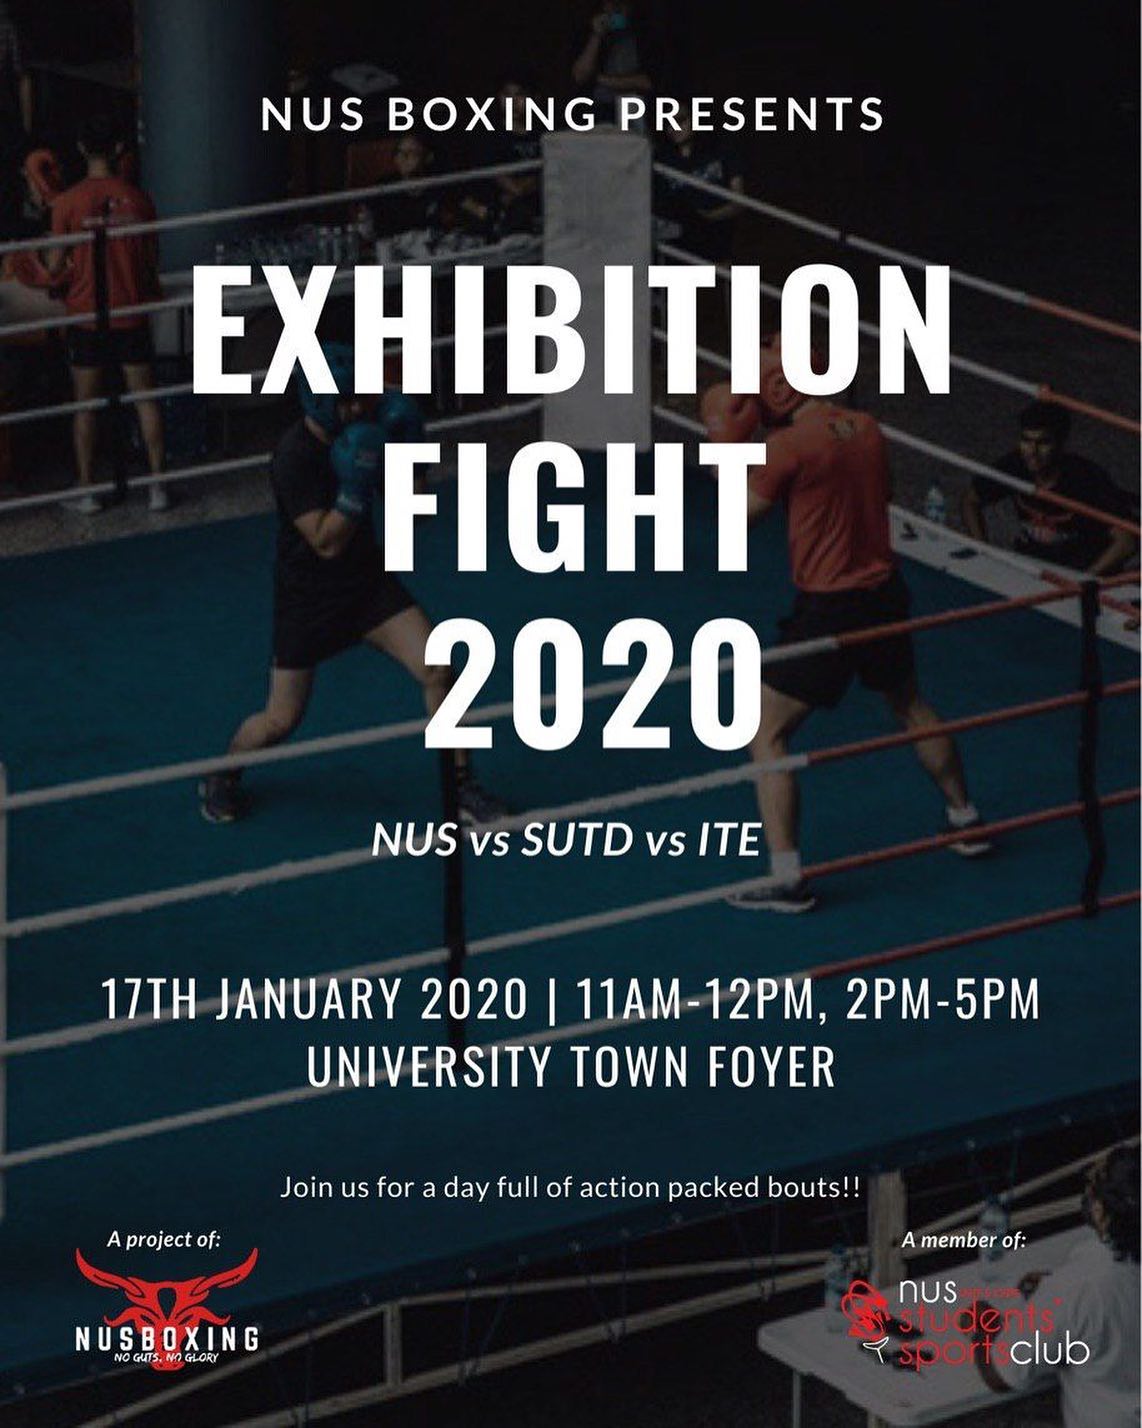 NUS BOXING PRESENTS
EXHIBITION
FIGHT
2020
NUS vs SUTD vs ITE
17TH JANUARY 2020 | 11AM-12PM, 2PM-5PM
UNIVERSITY TOWN FOYER
Join us for a day full of action packed bouts!!
A project of:
NUSBOXING
NO GUTS, NO GLORY
A member of:
nus
students'
sportsclub